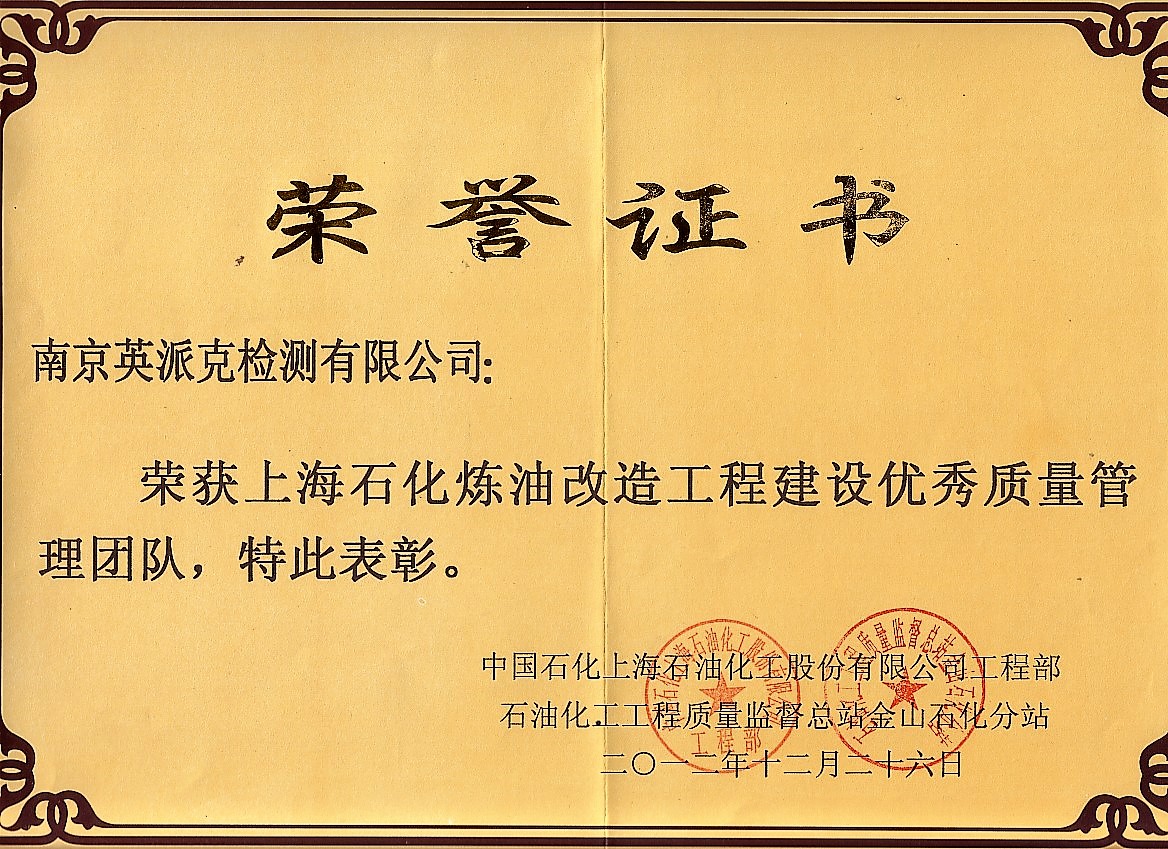 荣誉证书
南京英派克检测有限公司:
荣获上海石化炼油改造工程建设优秀质量管
理团队，特此表彰。
中国石化上海石油化工股份有限公司工程部
石油化工工程质量监督总站金山石化分站
二〇一二年十二月二十六日
工程部